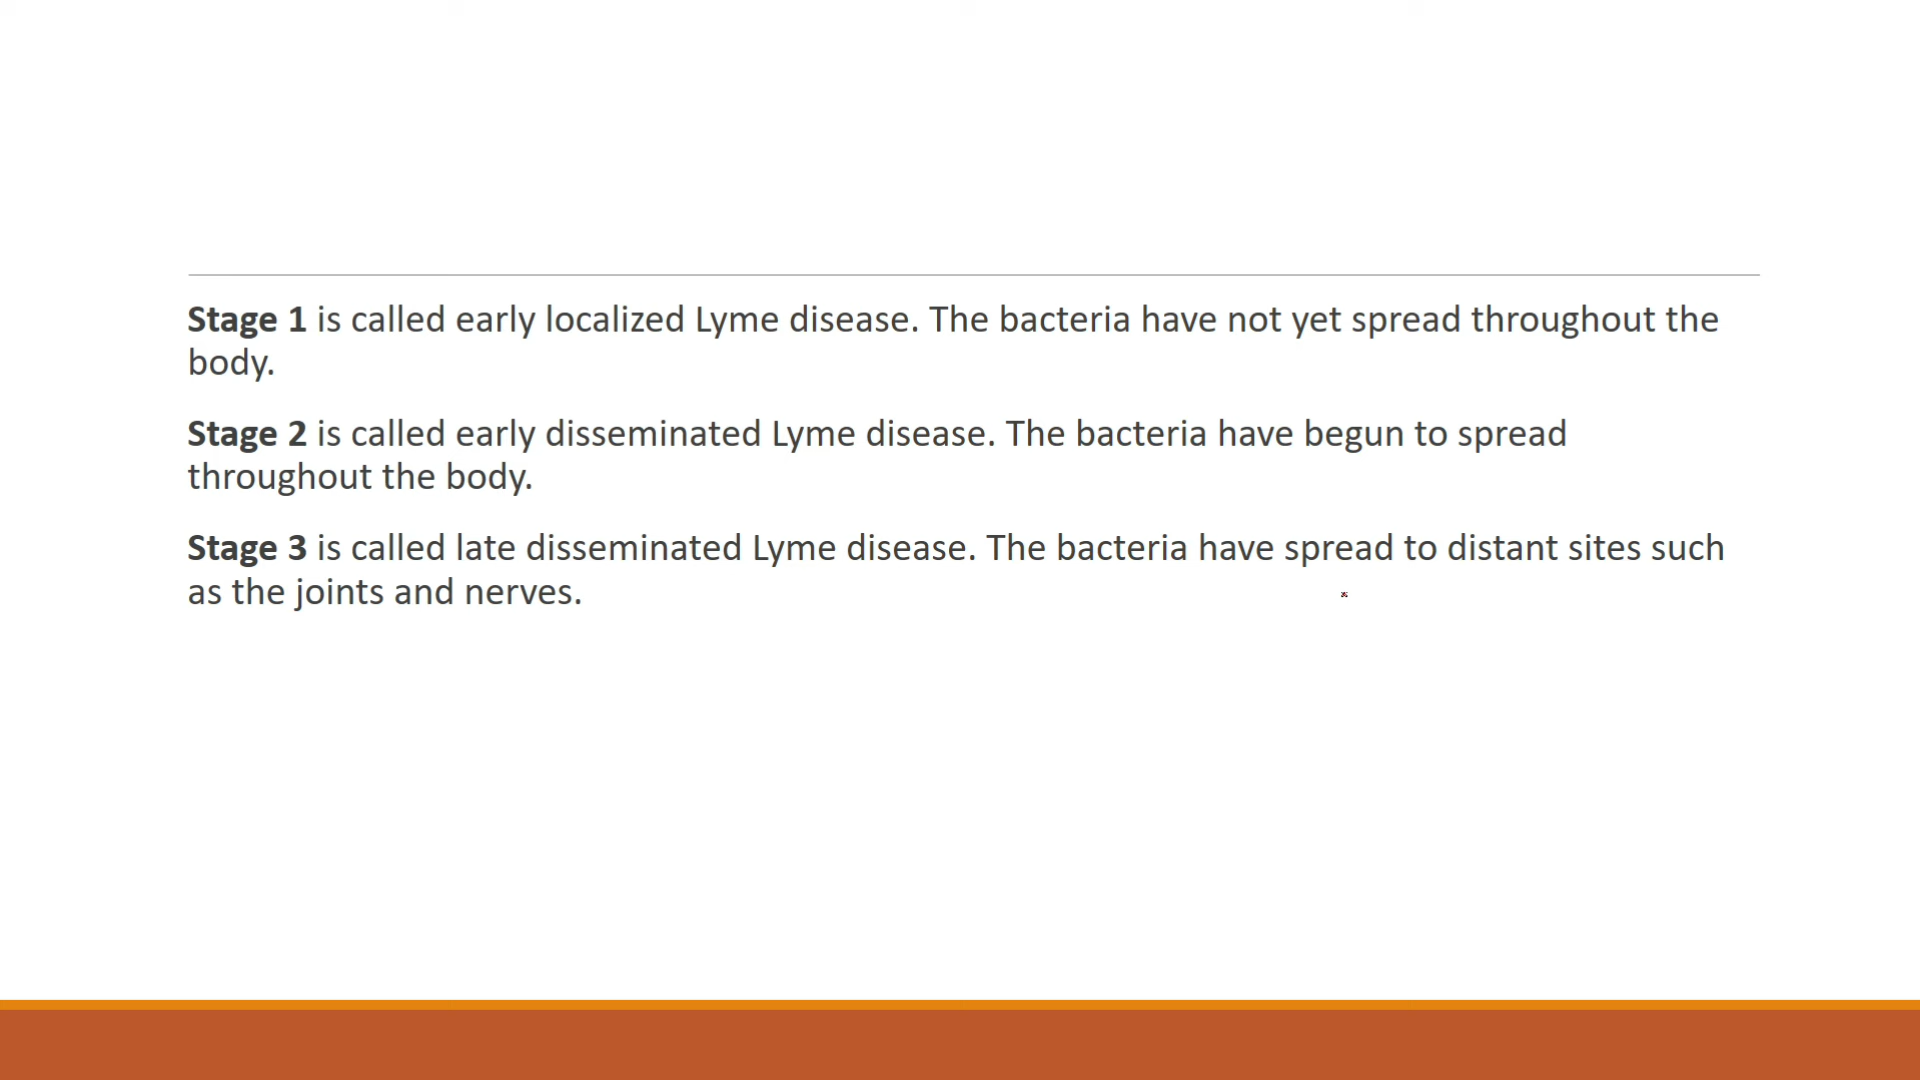 Stage 1 is called early localized Lyme disease. The bacteria have not yet spread throughout the
body.
Stage 2 is called early disseminated Lyme disease. The bacteria have begun to spread
throughout the body.
Stage 3 is called late disseminated Lyme disease. The bacteria have spread to distant sites such
as the joints and nerves.